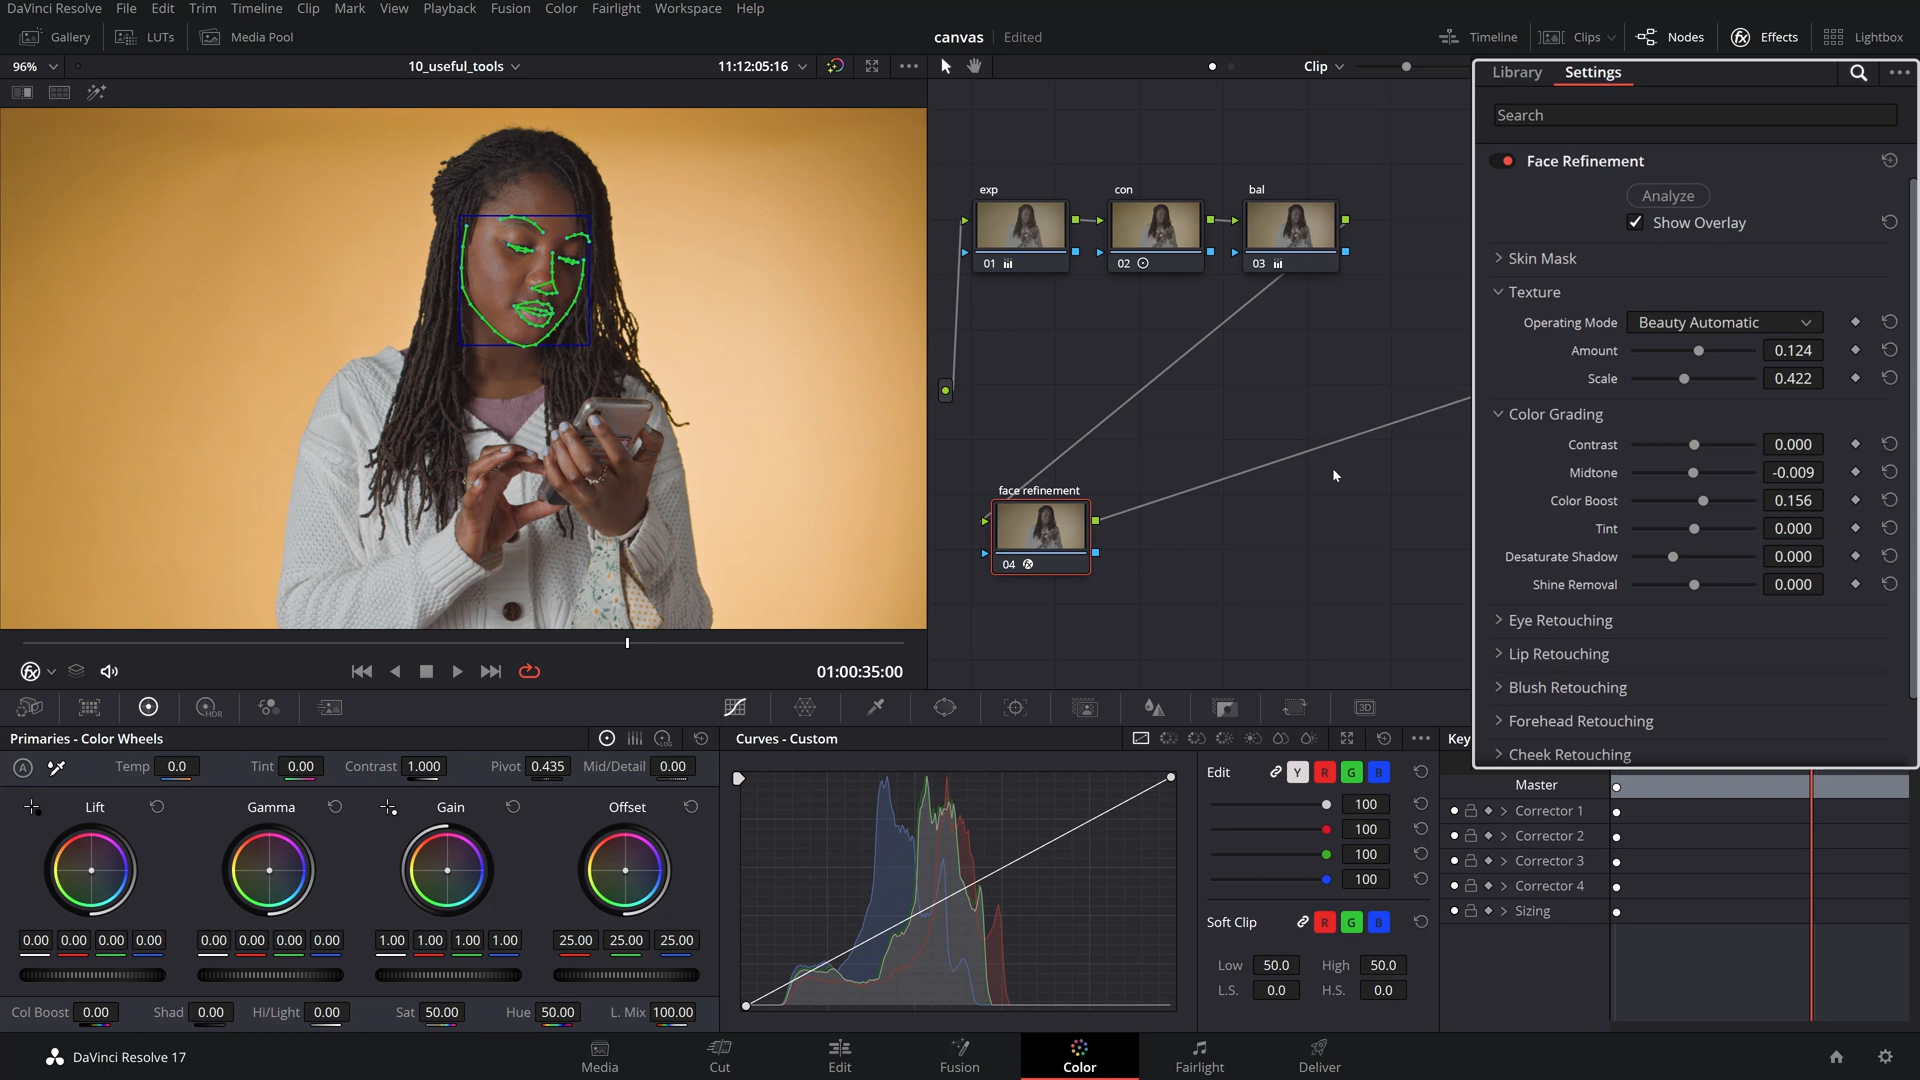 DaVinci Resolve File Edit Trim Timeline Clip Mark View Playback Fusion Color Fairlight Workspace Help
Gallery LUTs Media Pool canvas Edited Timeline Clips Nodes Effects Lightbox
96% 10_useful_tools 11:12:05:16 Clip
Library Settings
Search
Face Refinement
Analyze
Show Overlay
Skin Mask
Texture
Operating Mode Beauty Automatic
Amount 0.124
Scale 0.422
Color Grading
Contrast 0.000
Midtone -0.009
Color Boost 0.156
Tint 0.000
Desaturate Shadow 0.000
Shine Removal 0.000
Eye Retouching
Lip Retouching
Blush Retouching
Forehead Retouching
Cheek Retouching
exp con bal
01 02 03
face refinement
04
01:00:35:00
HDR
3D
Primaries - Color Wheels
LOG
A Temp 0.0 Tint 0.00 Contrast 1.000 Pivot 0.435 Mid/Detail 0.00
Lift Gamma Gain Offset
0.00 0.00 0.00 0.00 0.00 0.00 0.00 0.00 1.00 1.00 1.00 1.00 25.00 25.00 25.00
Col Boost 0.00 Shad 0.00 Hi/Light 0.00 Sat 50.00 Hue 50.00 L. Mix 100.00
Curves - Custom
Edit Y R G B
100
100
100
100
Soft Clip R G B
Low 50.0 High 50.0
L.S. 0.0 H.S. 0.0
Key
Master
Corrector 1
Corrector 2
Corrector 3
Corrector 4
Sizing
DaVinci Resolve 17
Media Cut Edit Fusion Color Fairlight Deliver